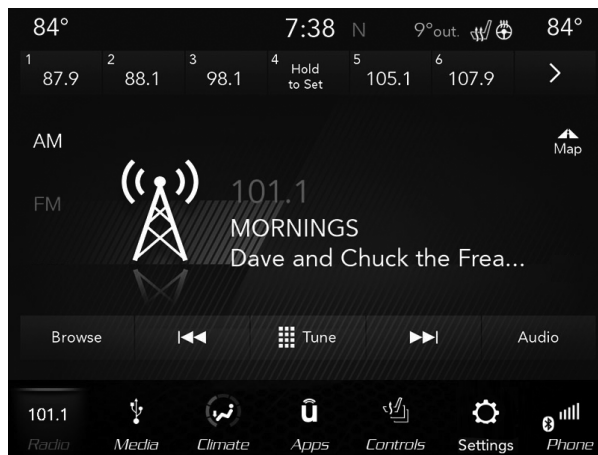 84° 7:38 N 9°out. 84°
1 87.9 2 88.1 3 98.1 4 Hold to Set 5 105.1 6 107.9
AM
Map
FM
101.1
MORNINGS
Dave and Chuck the Frea...
Browse Tune Audio
101.1 û
Radio Media Climate Apps Controls Settings Phone